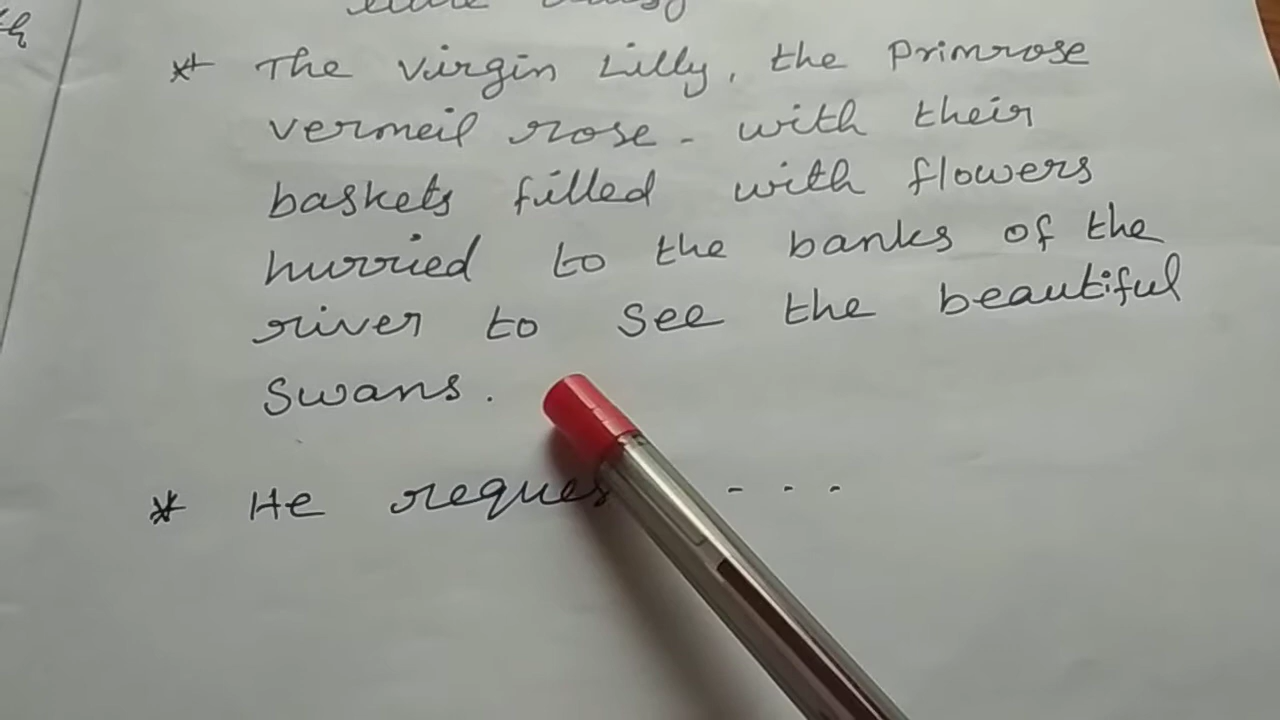 * The virgin Lilly, the Primrose
vermeil rose - with their
baskets filled with flowers
hurried to the banks of the
river to see the beautiful
Swans.
* He - . .